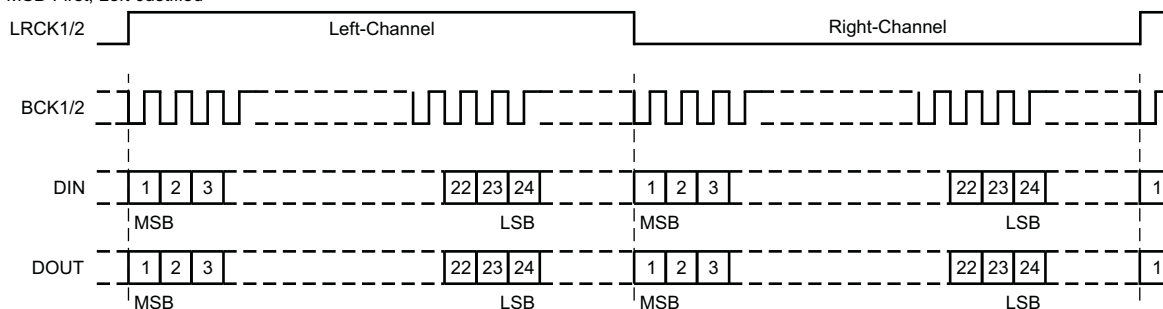 MSB-First, Left-Justified
LRCK1/2 Left-Channel Right-Channel
BCK1/2
DIN 1 2 3 22 23 24 1 2 3 22 23 24 1
MSB LSB MSB LSB
DOUT 1 2 3 22 23 24 1 2 3 22 23 24 1
MSB LSB MSB LSB